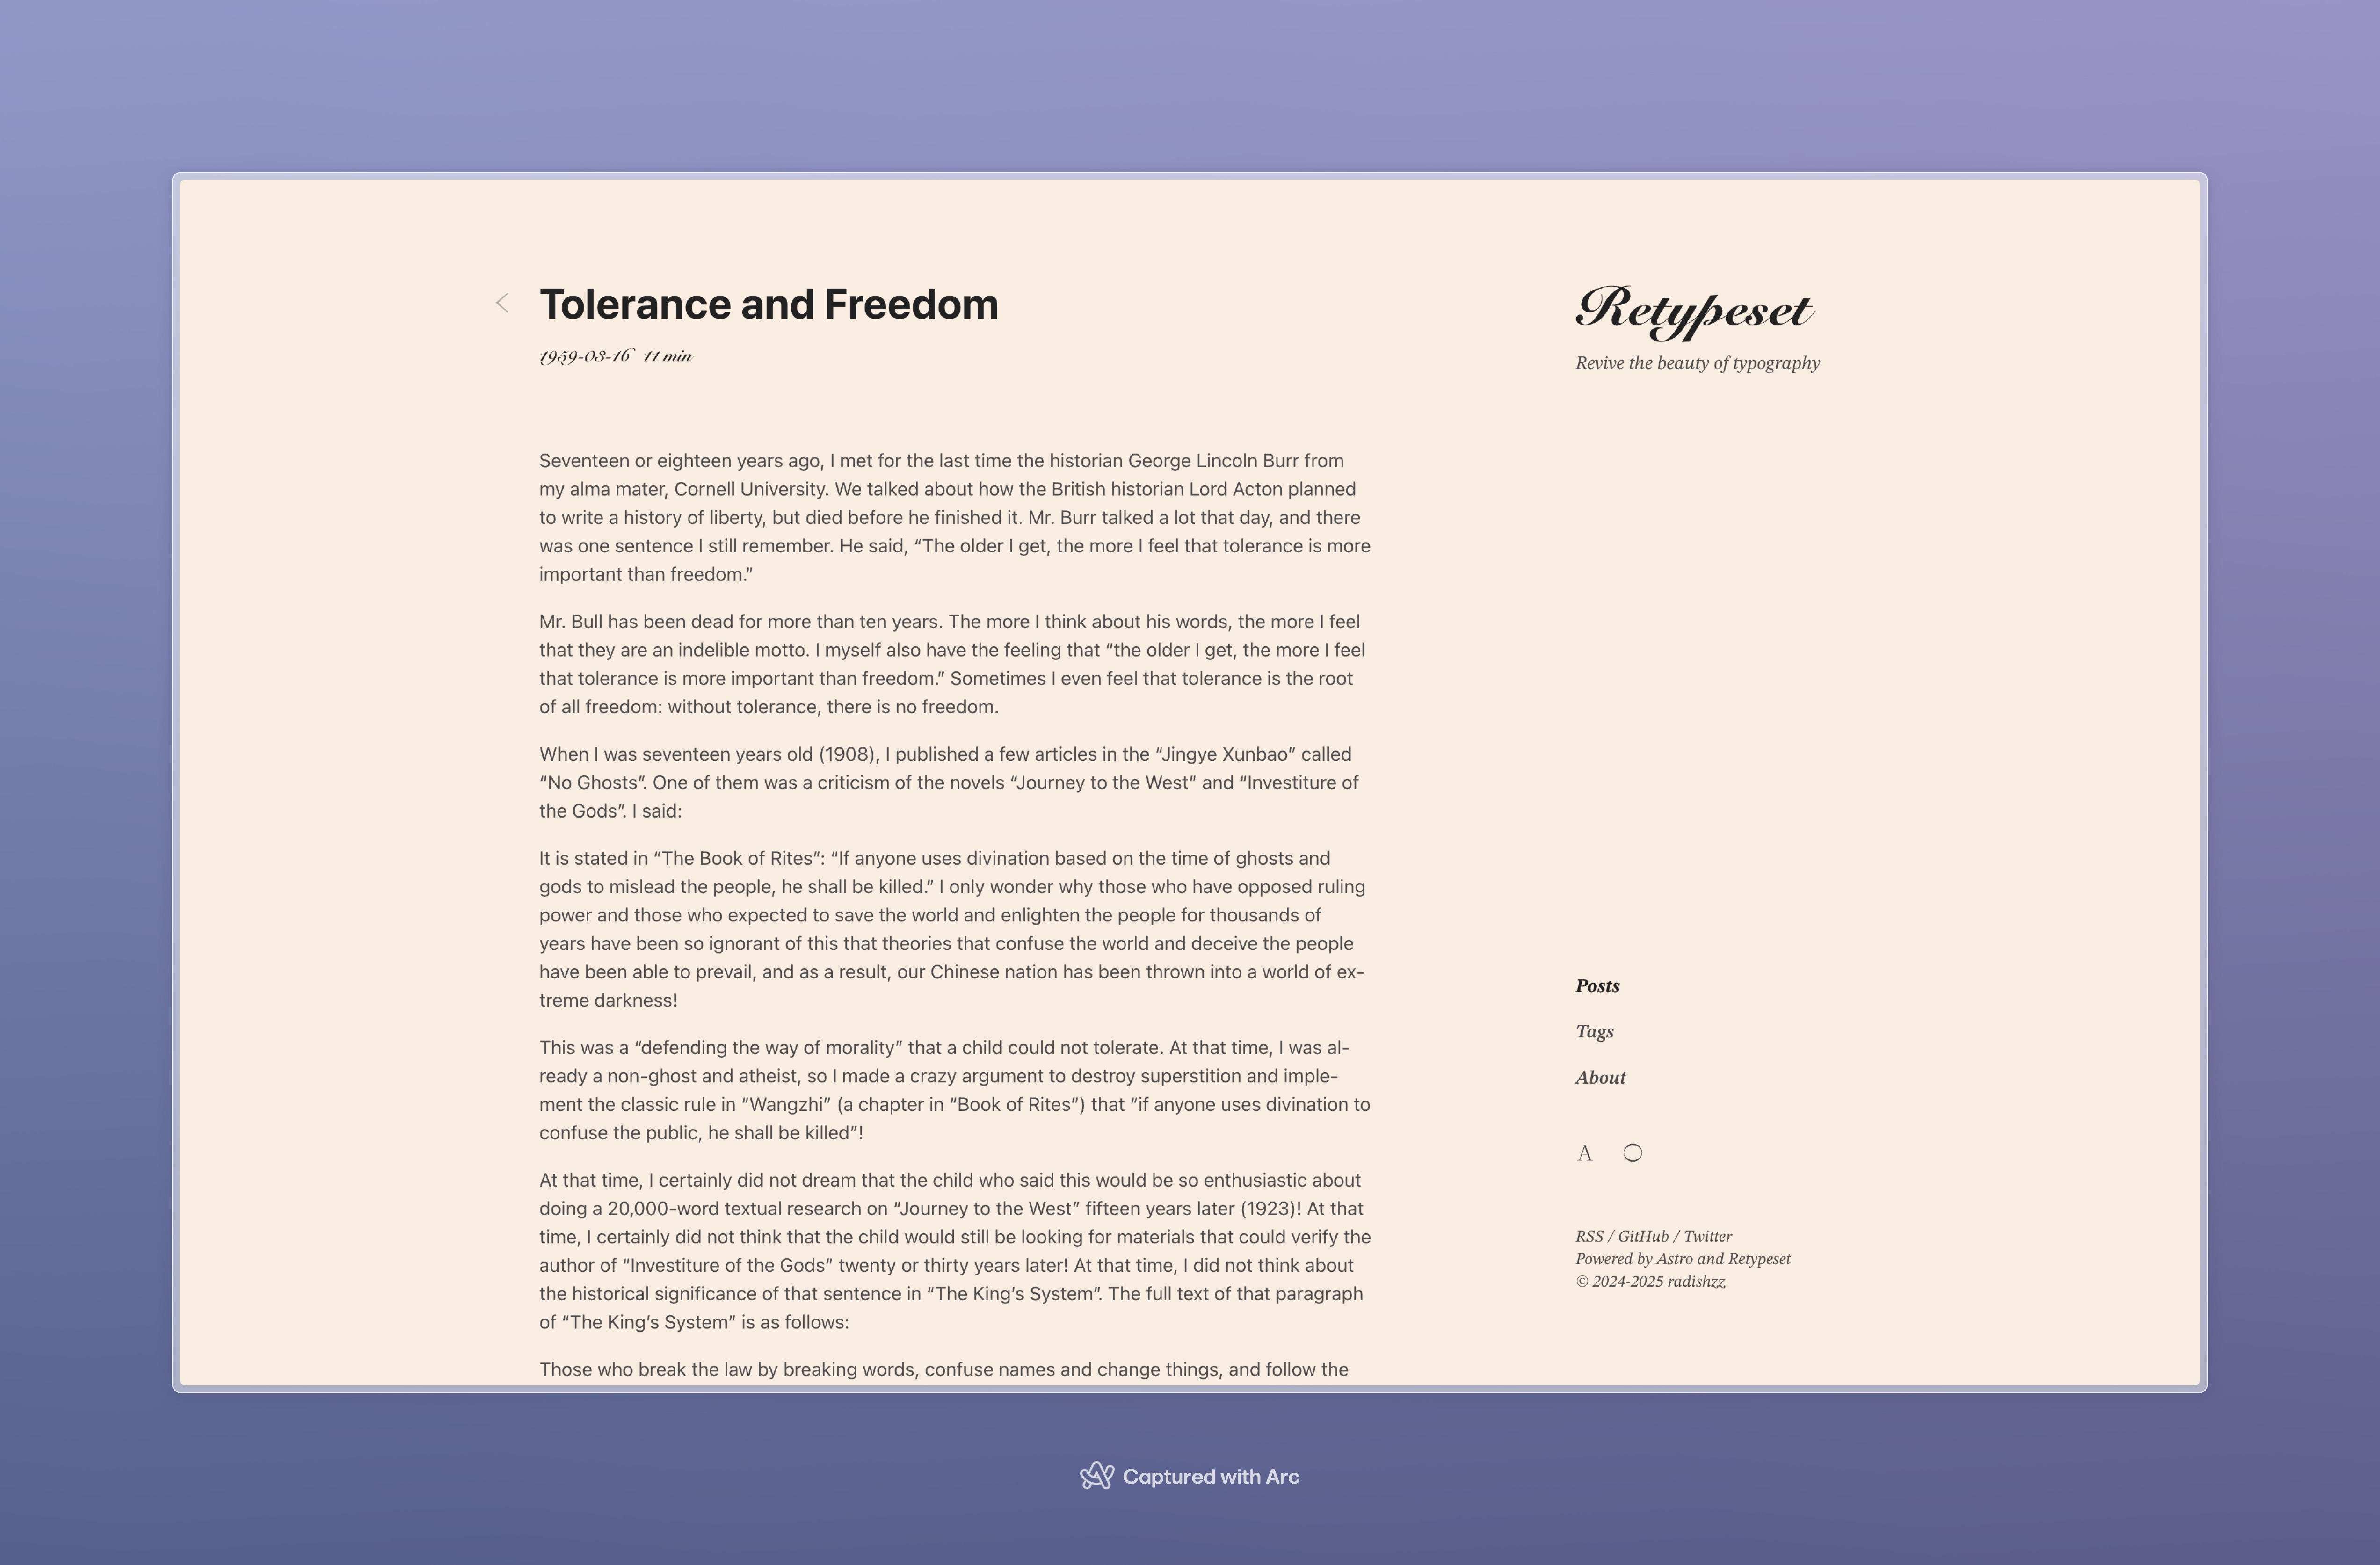 Tolerance and Freedom
1959-03-16 11 min
Seventeen or eighteen years ago, I met for the last time the historian George Lincoln Burr from
my alma mater, Cornell University. We talked about how the British historian Lord Acton planned
to write a history of liberty, but died before he finished it. Mr. Burr talked a lot that day, and there
was one sentence I still remember. He said, “The older I get, the more I feel that tolerance is more
important than freedom.”
Mr. Bull has been dead for more than ten years. The more I think about his words, the more I feel
that they are an indelible motto. I myself also have the feeling that “the older I get, the more I feel
that tolerance is more important than freedom.” Sometimes I even feel that tolerance is the root
of all freedom: without tolerance, there is no freedom.
When I was seventeen years old (1908), I published a few articles in the “Jingye Xunbao” called
“No Ghosts”. One of them was a criticism of the novels “Journey to the West” and “Investiture of
the Gods”. I said:
It is stated in “The Book of Rites”: “If anyone uses divination based on the time of ghosts and
gods to mislead the people, he shall be killed.” I only wonder why those who have opposed ruling
power and those who expected to save the world and enlighten the people for thousands of
years have been so ignorant of this that theories that confuse the world and deceive the people
have been able to prevail, and as a result, our Chinese nation has been thrown into a world of ex-
treme darkness!
This was a “defending the way of morality” that a child could not tolerate. At that time, I was al-
ready a non-ghost and atheist, so I made a crazy argument to destroy superstition and imple-
ment the classic rule in “Wangzhi” (a chapter in “Book of Rites”) that “if anyone uses divination to
confuse the public, he shall be killed”!
At that time, I certainly did not dream that the child who said this would be so enthusiastic about
doing a 20,000-word textual research on “Journey to the West” fifteen years later (1923)! At that
time, I certainly did not think that the child would still be looking for materials that could verify the
author of “Investiture of the Gods” twenty or thirty years later! At that time, I did not think about
the historical significance of that sentence in “The King’s System”. The full text of that paragraph
of “The King’s System” is as follows:
Those who break the law by breaking words, confuse names and change things, and follow the
Retypeset
Revive the beauty of typography
Posts
Tags
About
A
RSS / GitHub / Twitter
Powered by Astro and Retypeset
© 2024-2025 radishzz
Captured with Arc